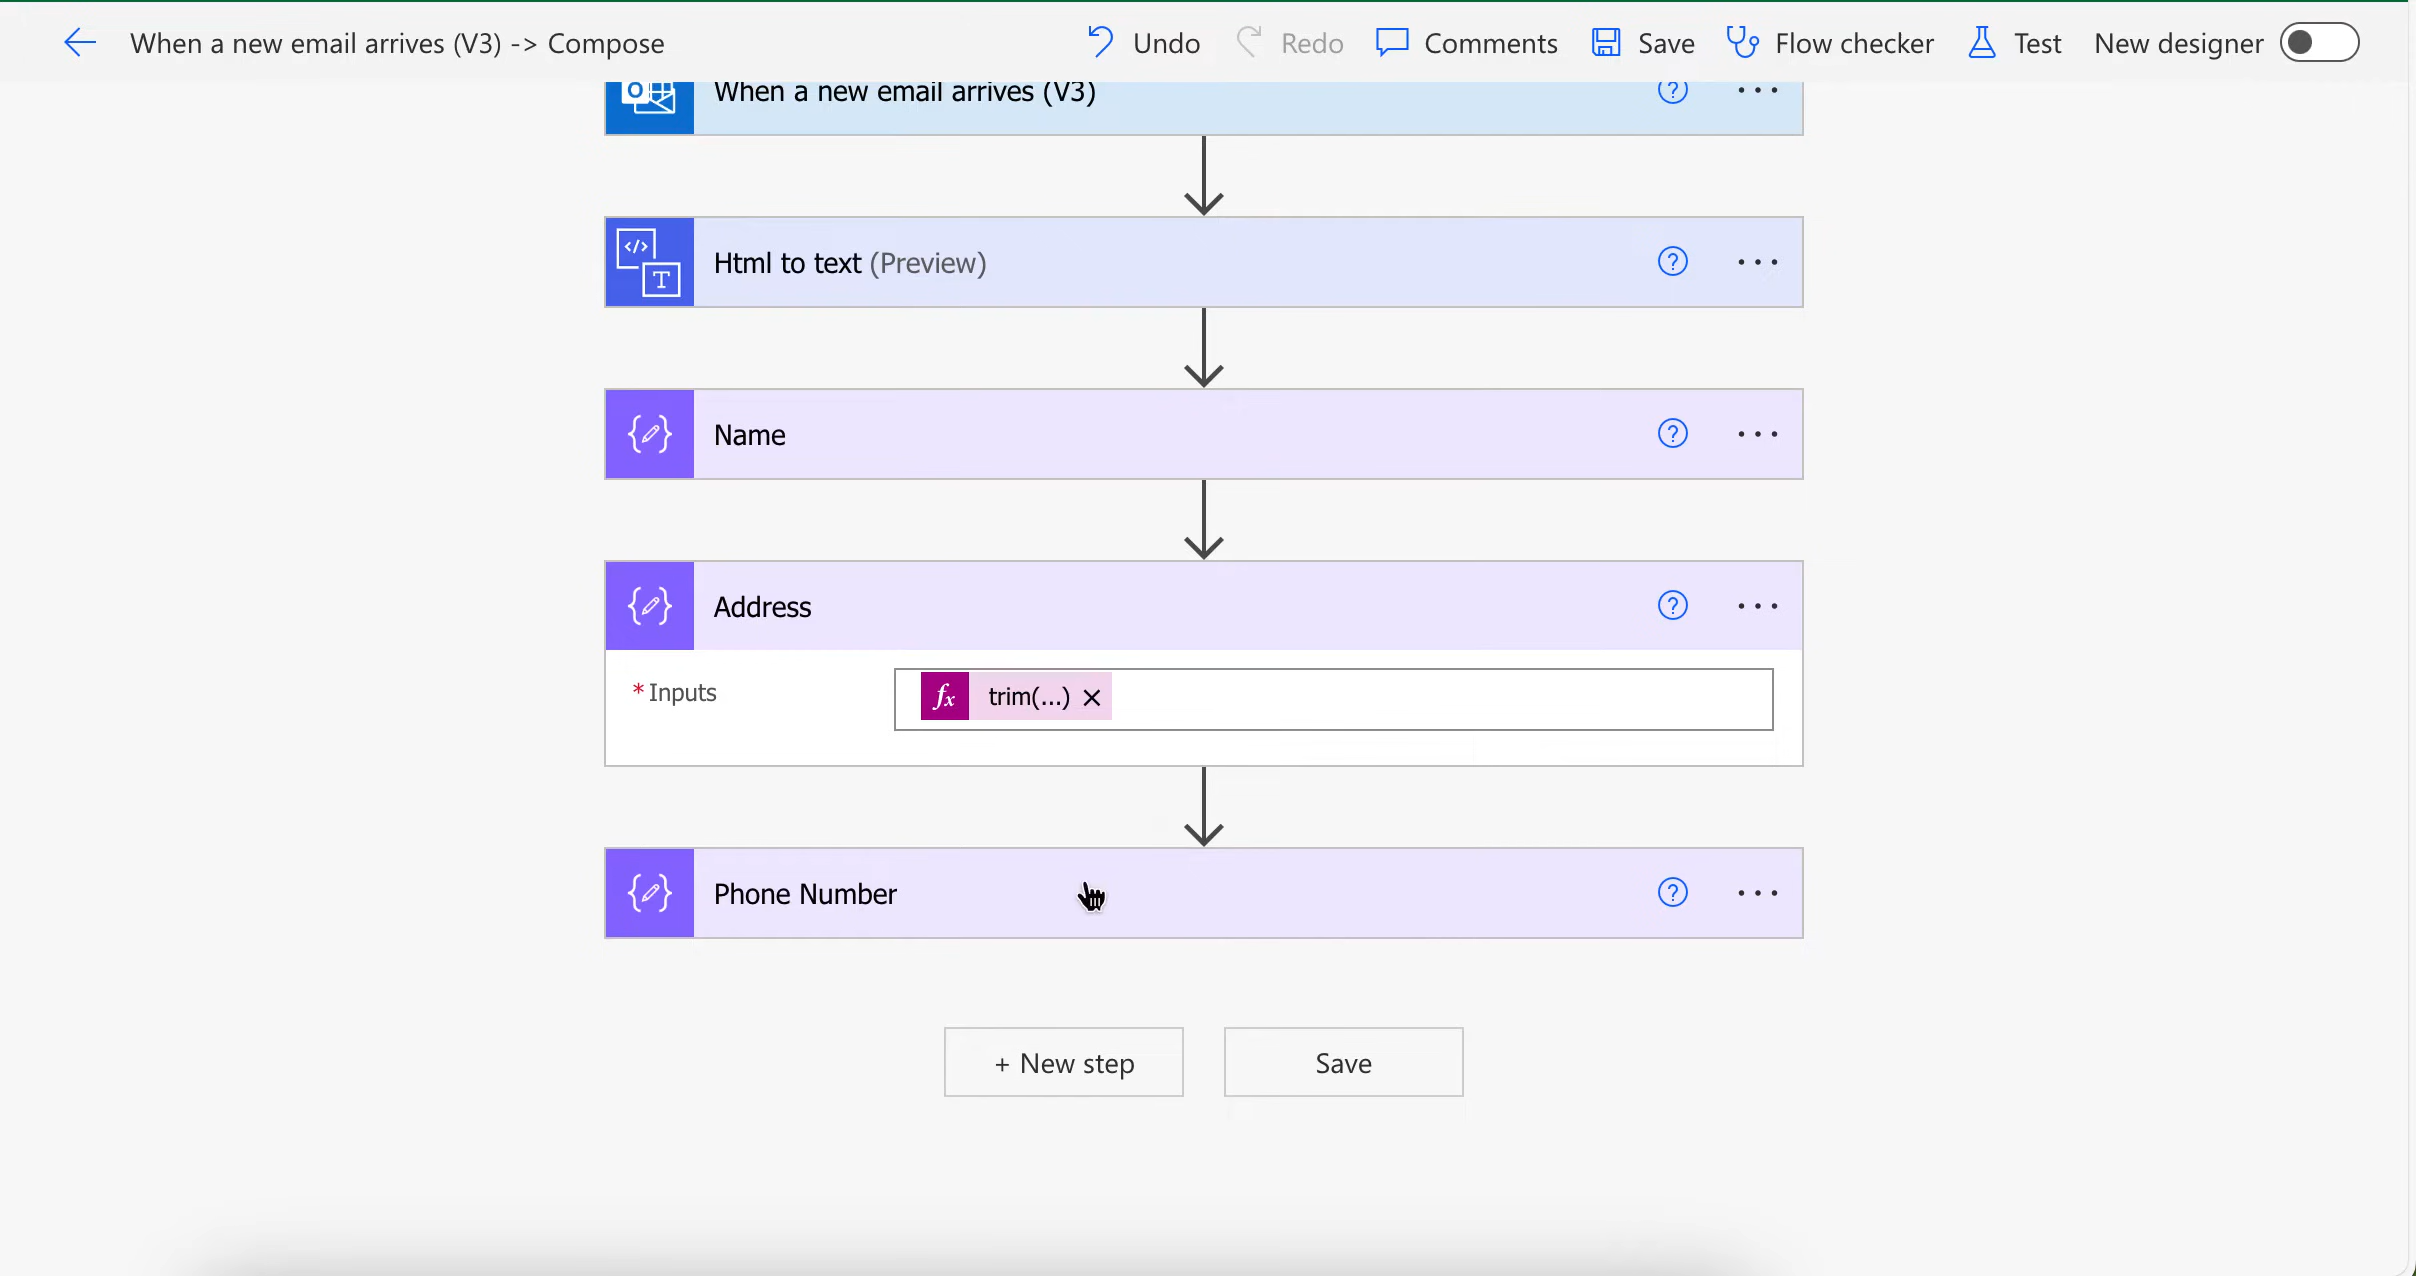 When a new email arrives (V3) -> Compose
Undo
Redo
Comments
Save
Flow checker
Test
New designer
When a new email arrives (V3)
Html to text (Preview)
Name
Address
* Inputs
fx trim(...) ×
Phone Number
+ New step
Save